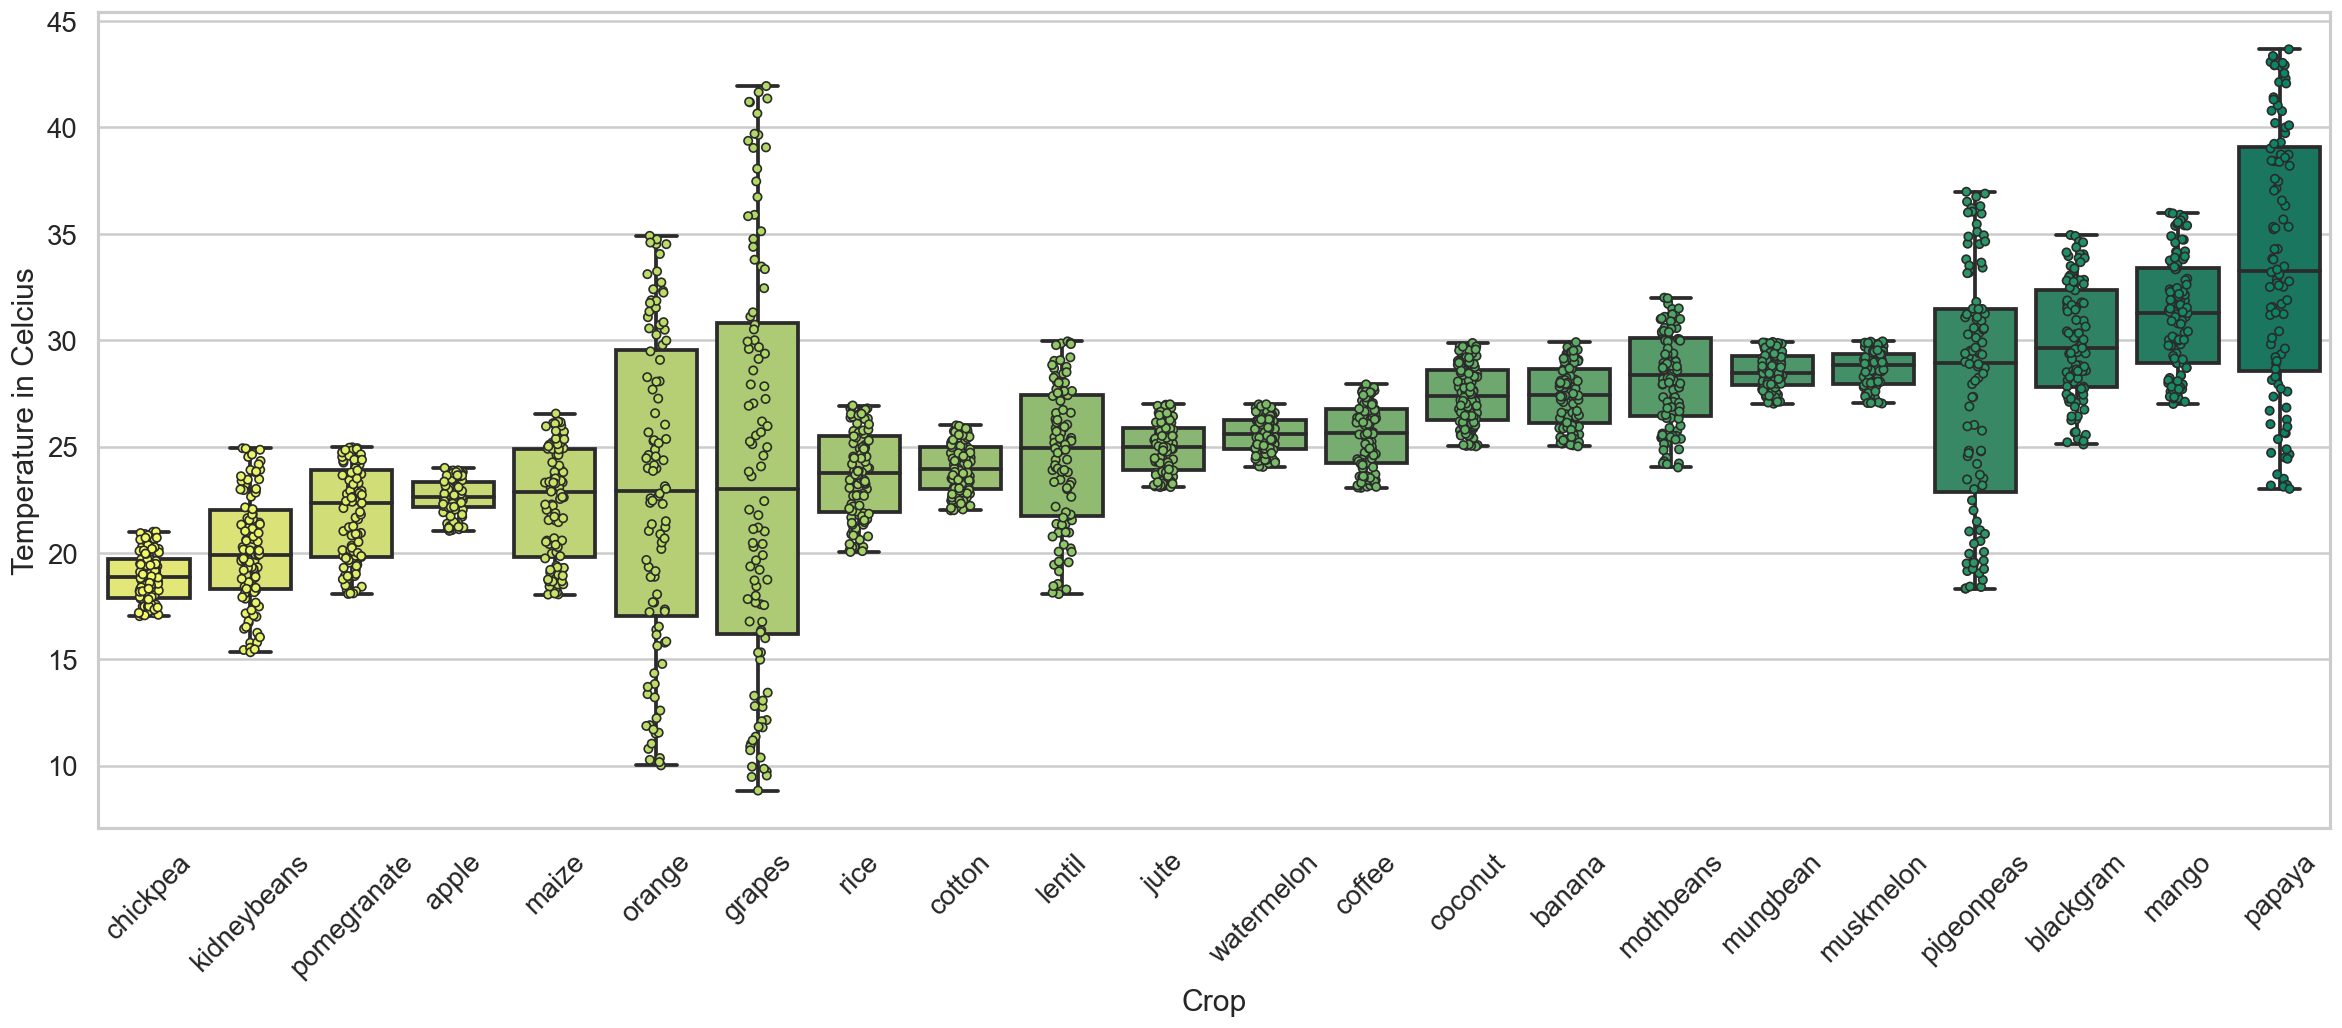 45
40
35
30
25
20
15
10
Temperature in Celcius
chickpea
kidneybeans
pomegranate
apple
maize
orange
grapes
rice
cotton
lentil
jute
watermelon
coffee
coconut
banana
mothbeans
mungbean
muskmelon
pigeonpeas
blackgram
mango
papaya
Crop